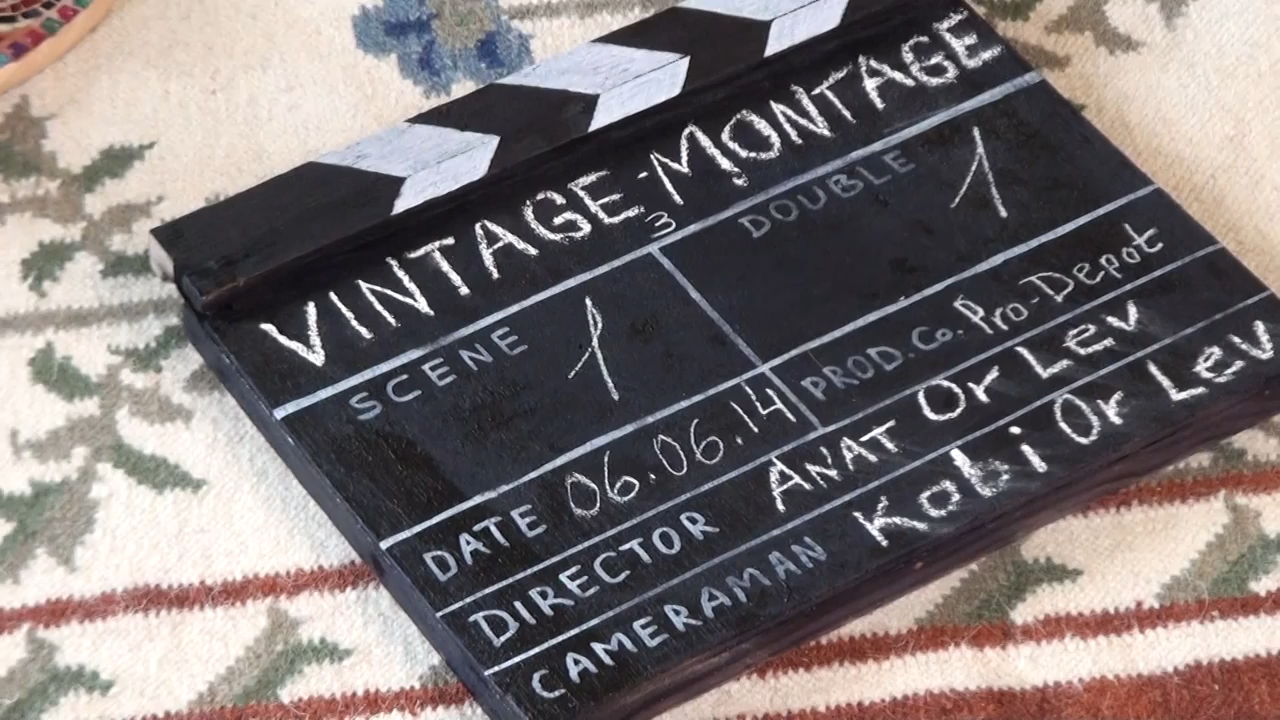 VINTAGE-MONTAGE
3
SCENE 1
DOUBLE 1
DATE 06.06.14
PROD.Co. Pro-Depot
DIRECTOR ANAT Or Lev
CAMERAMAN Kobi Or Lev